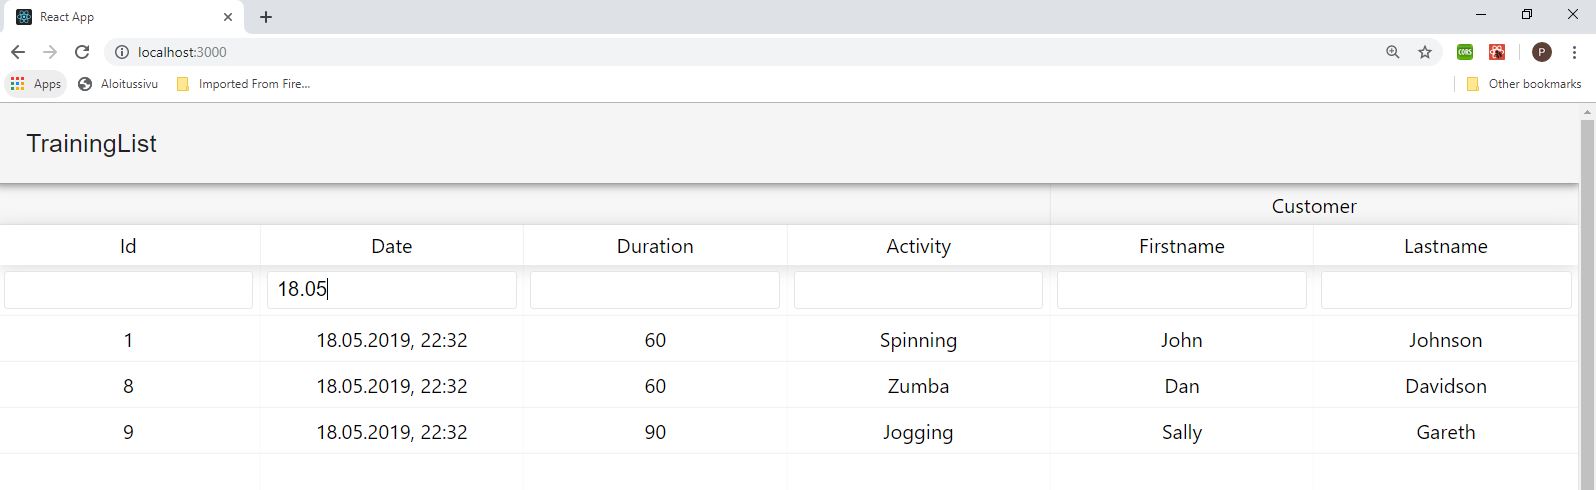 React App
localhost:3000
CORS
P
Apps Aloitussivu Imported From Fire... Other bookmarks
TrainingList
Customer
Id Date Duration Activity Firstname Lastname
18.05
1 18.05.2019, 22:32 60 Spinning John Johnson
8 18.05.2019, 22:32 60 Zumba Dan Davidson
9 18.05.2019, 22:32 90 Jogging Sally Gareth